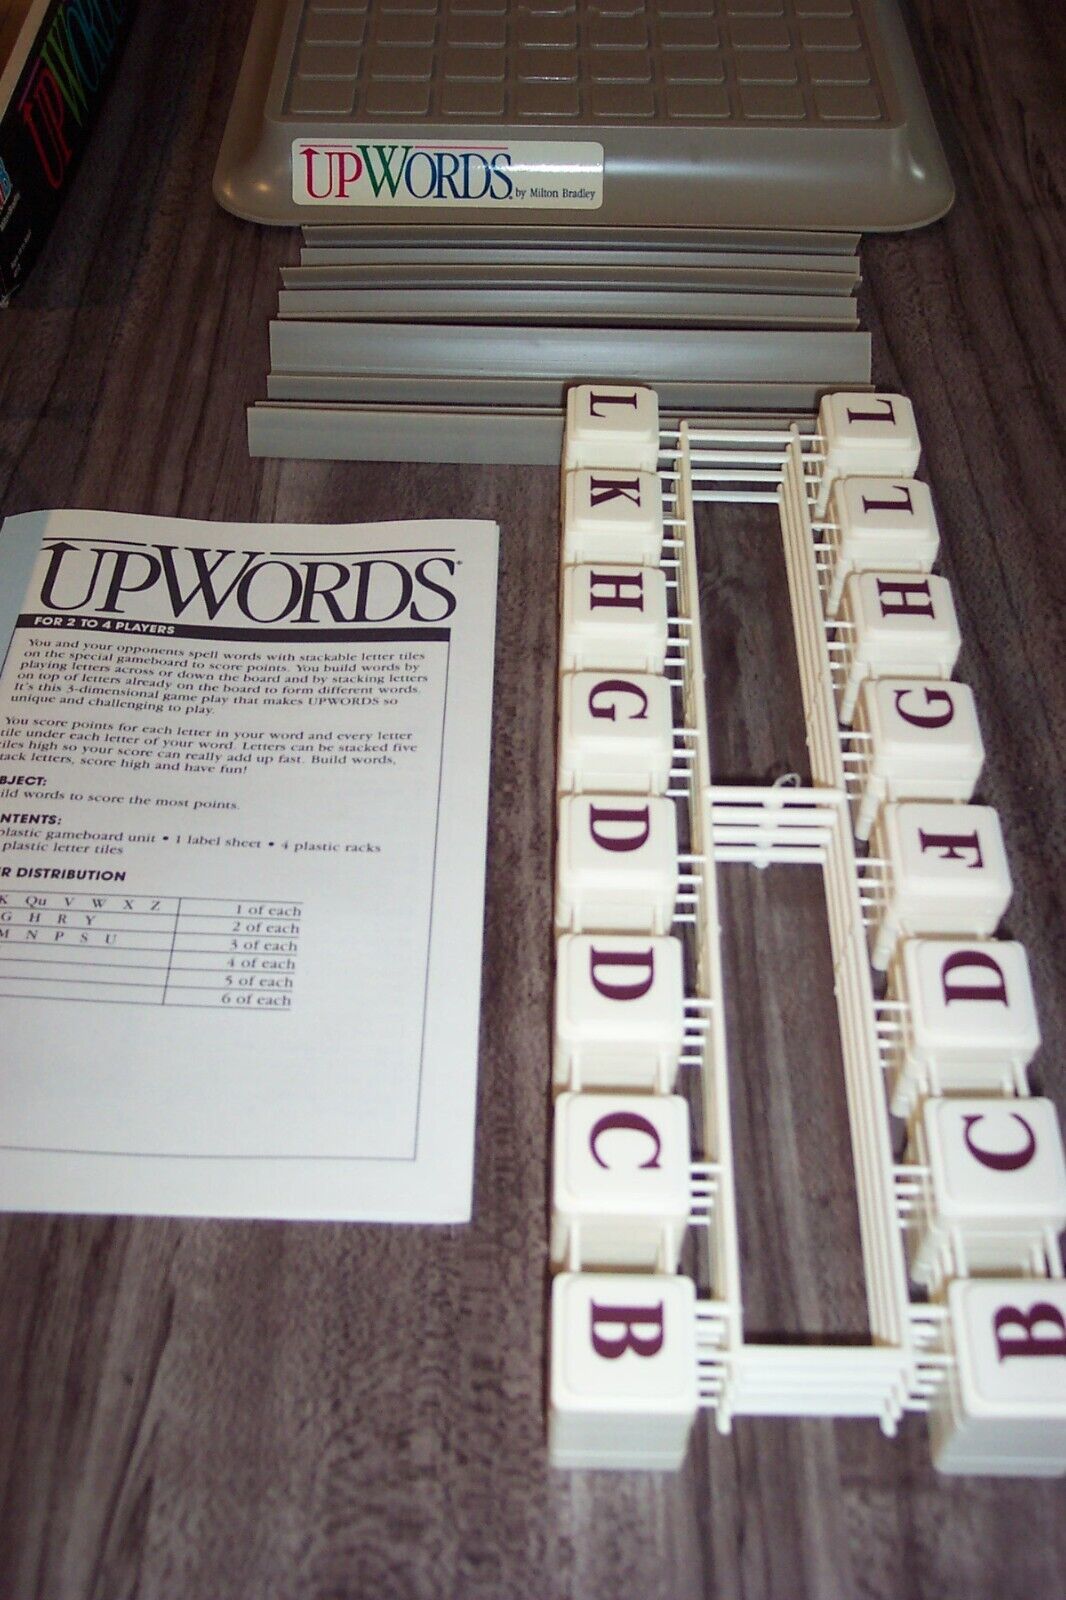 UPWORDS
MB
Milton Bradley
UPWORDS® by Milton Bradley
UPWORDS®
FOR 2 TO 4 PLAYERS
You and your opponents spell words with stackable letter tiles
on the special gameboard to score points. You build words by
playing letters across or down the board and by stacking letters
on top of letters already on the board to form different words.
It's this 3-dimensional game play that makes UPWORDS so
unique and challenging to play.
You score points for each letter in your word and every letter
tile under each letter of your word. Letters can be stacked five
tiles high so your score can really add up fast. Build words,
tack letters, score high and have fun!
BJECT:
ild words to score the most points.
NTENTS:
plastic gameboard unit • 1 label sheet • 4 plastic racks
plastic letter tiles
R DISTRIBUTION
K Qu V W X Z 1 of each
G H R Y 2 of each
M N P S U 3 of each
4 of each
5 of each
6 of each
L
K
H
G
D
D
C
B
L
L
H
G
F
D
C
B